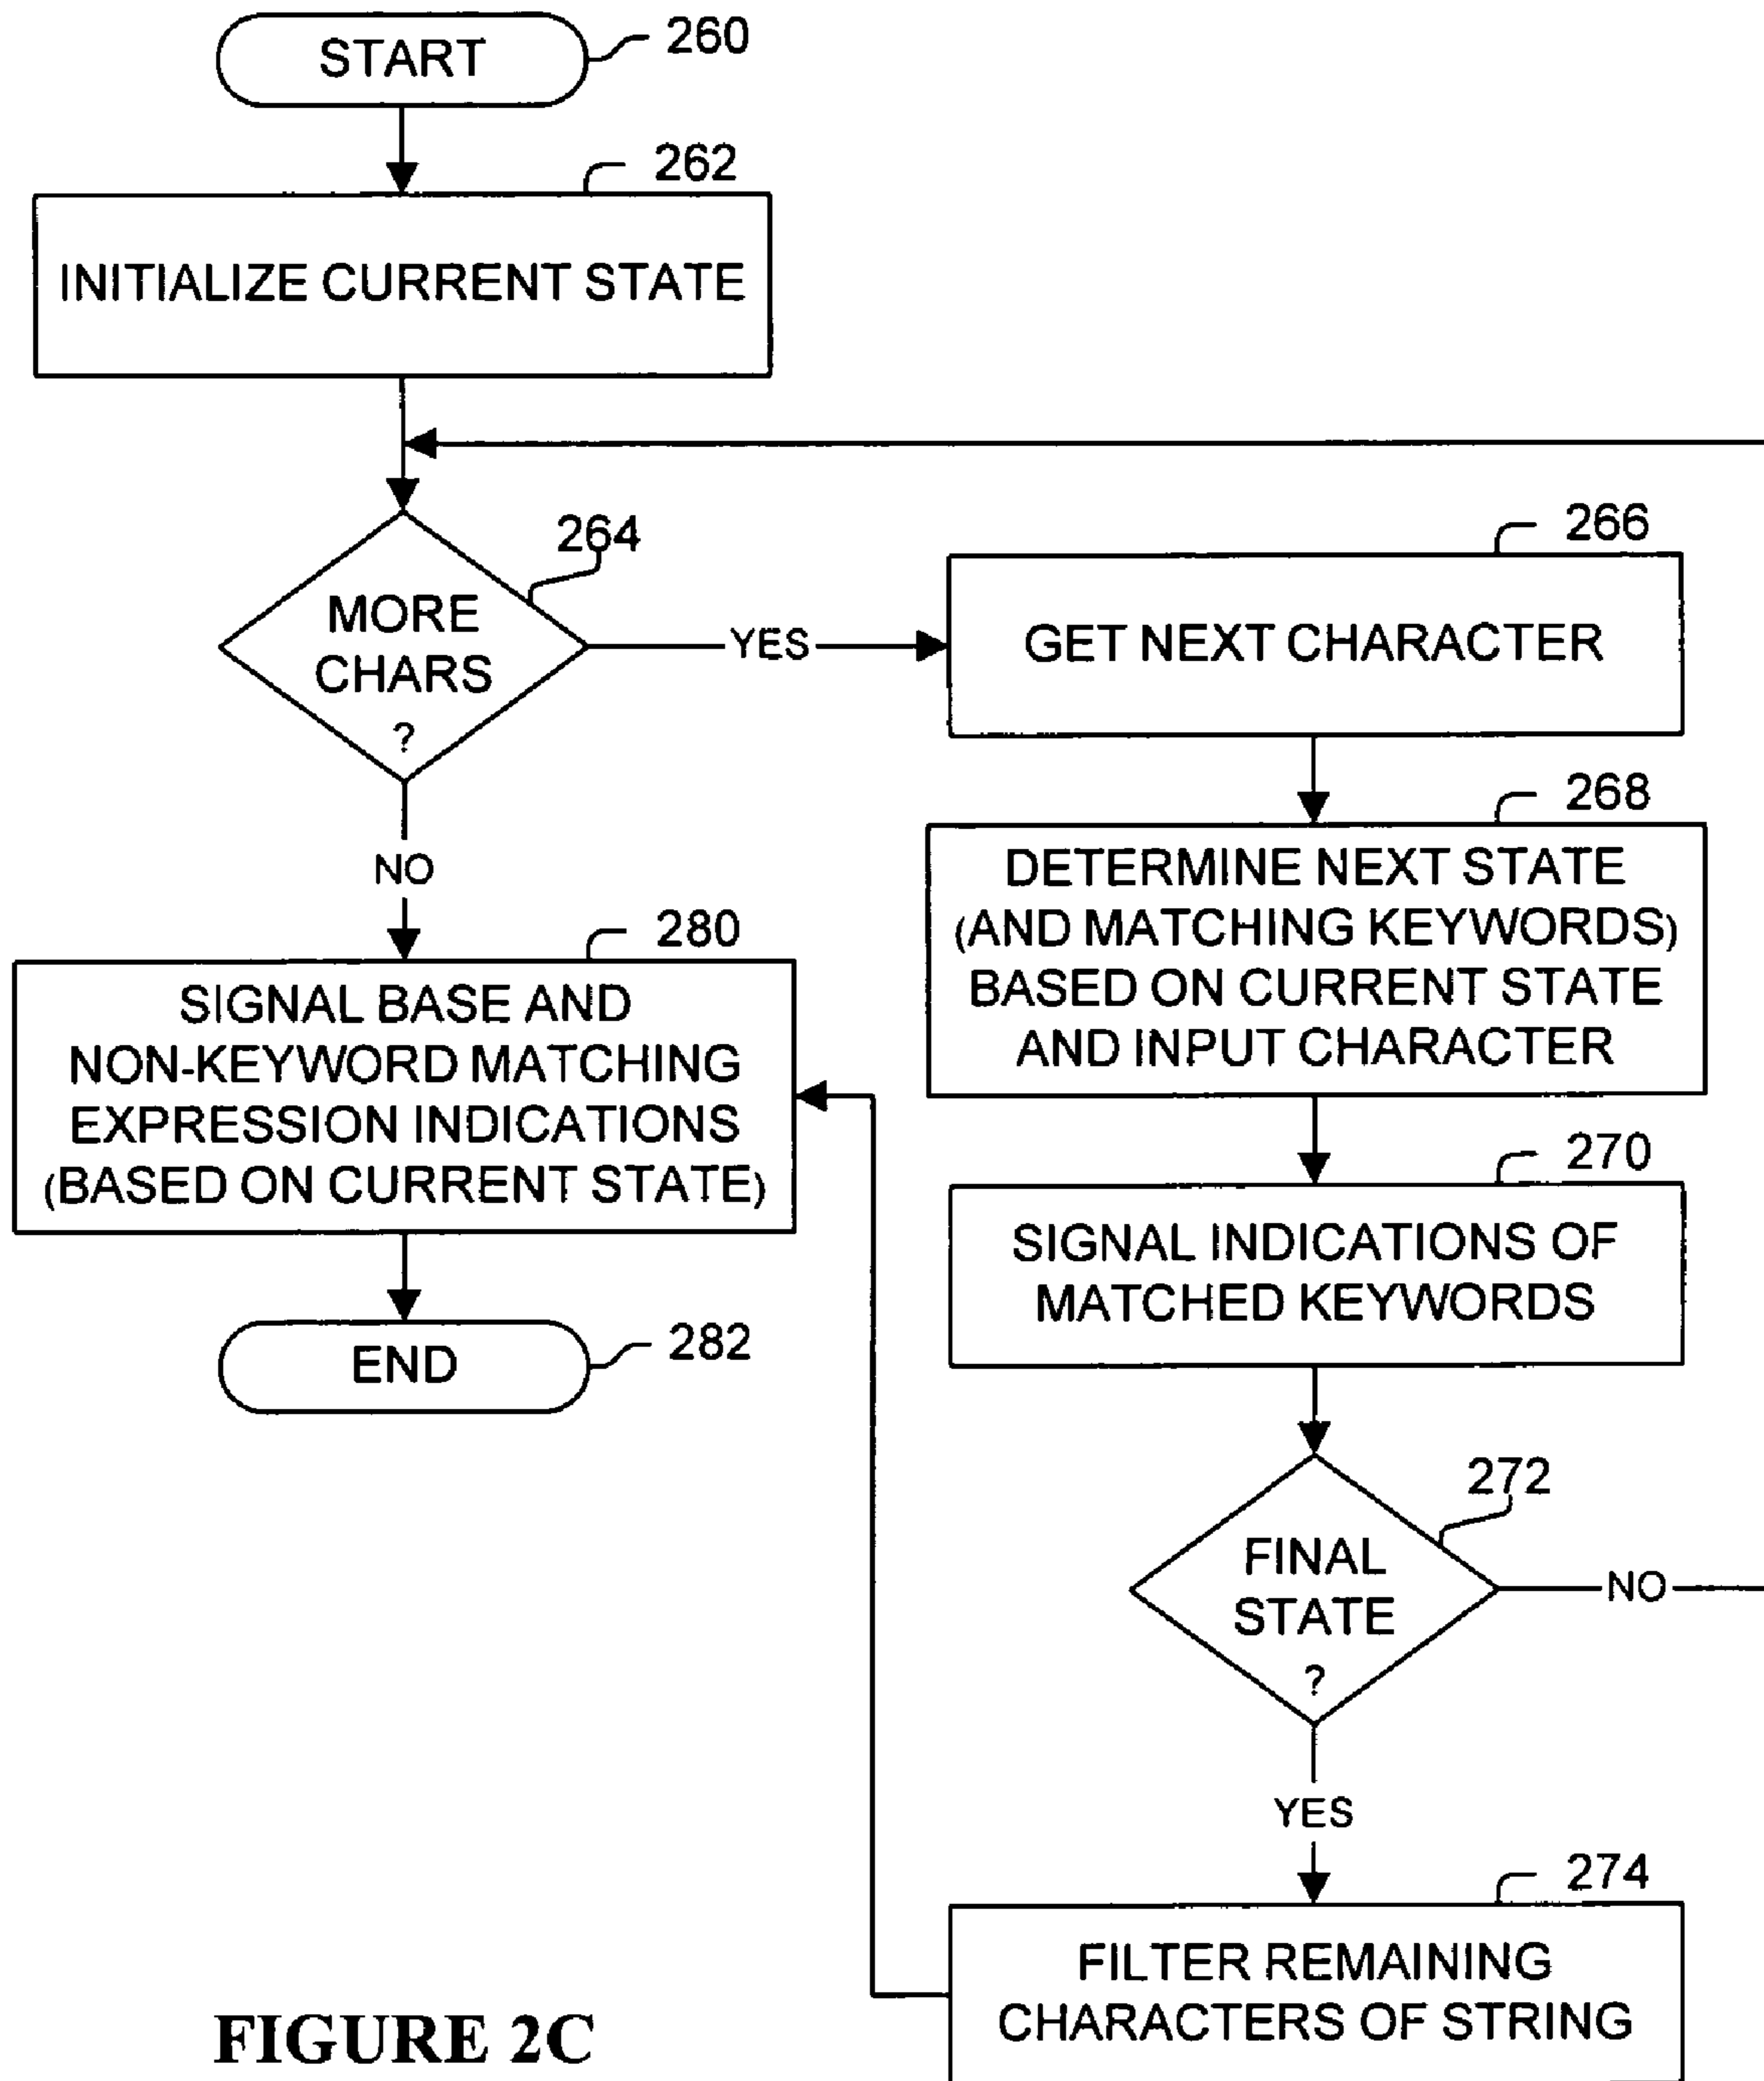 START
260
262
INITIALIZE CURRENT STATE
264
MORE
CHARS
?
YES
266
GET NEXT CHARACTER
NO
268
DETERMINE NEXT STATE
(AND MATCHING KEYWORDS)
BASED ON CURRENT STATE
AND INPUT CHARACTER
280
SIGNAL BASE AND
NON-KEYWORD MATCHING
EXPRESSION INDICATIONS
(BASED ON CURRENT STATE)
270
SIGNAL INDICATIONS OF
MATCHED KEYWORDS
END
282
272
FINAL
STATE
?
NO
YES
274
FILTER REMAINING
CHARACTERS OF STRING
FIGURE 2C